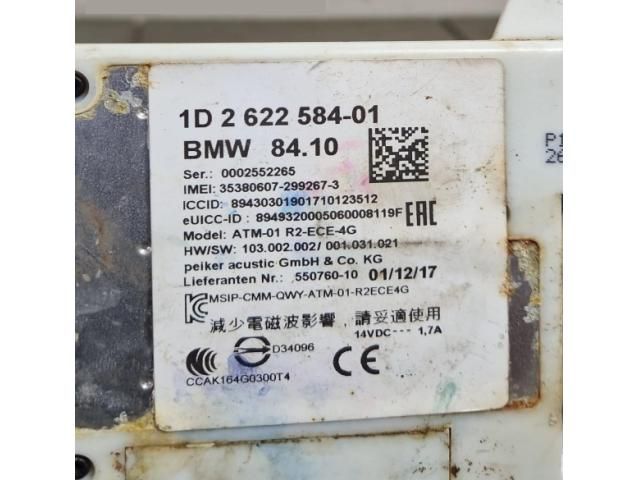 1D 2 622 584-01
BMW 84.10
Ser.: 0002552265
IMEI: 35380607-299267-3
ICCID: 89430301901710123512
eUICC-ID : 8949320005060008119F EAC
Model: ATM-01 R2-ECE-4G
HW/SW: 103.002.002/ 001.031.021
peiker acustic GmbH & Co. KG
Lieferanten Nr.: 550760-10 01/12/17
MSIP-CMM-QWY-ATM-01-R2ECE4G
減少電磁波影響，請妥適使用
14VDC 1,7A
D34096
CCAK164G0300T4
CE
P1
26